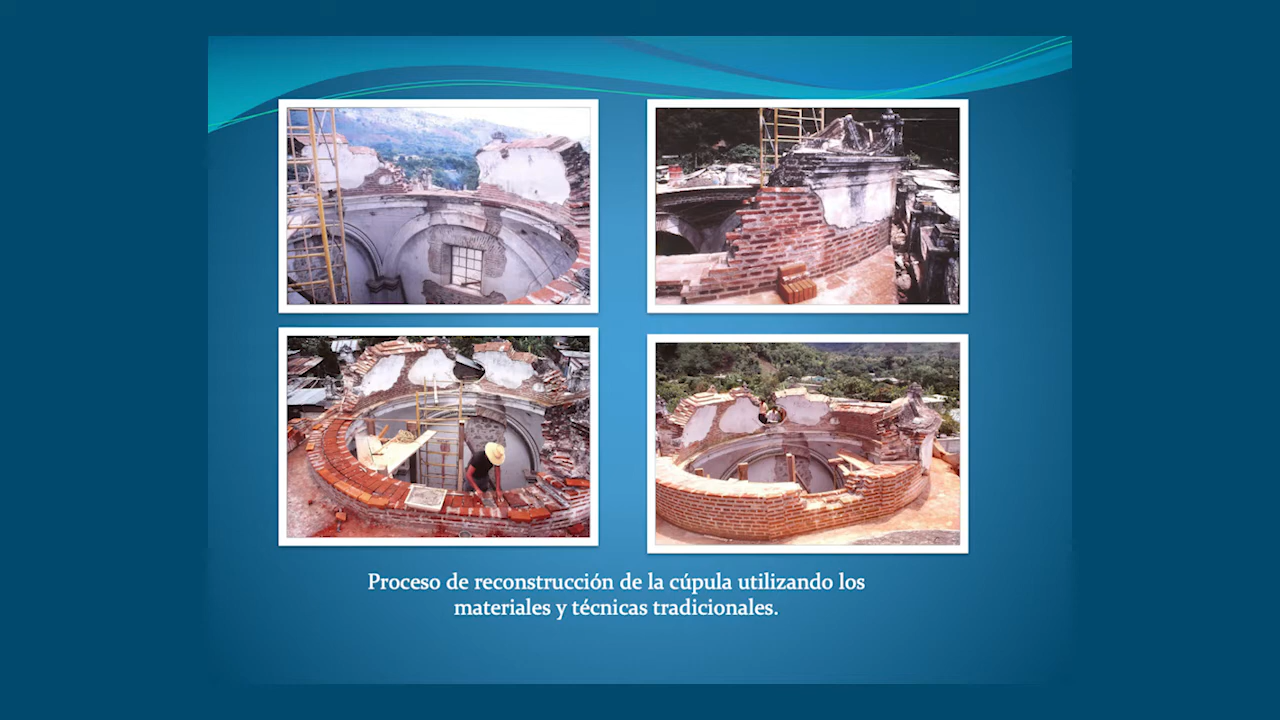 Proceso de reconstrucción de la cúpula utilizando los
materiales y técnicas tradicionales.